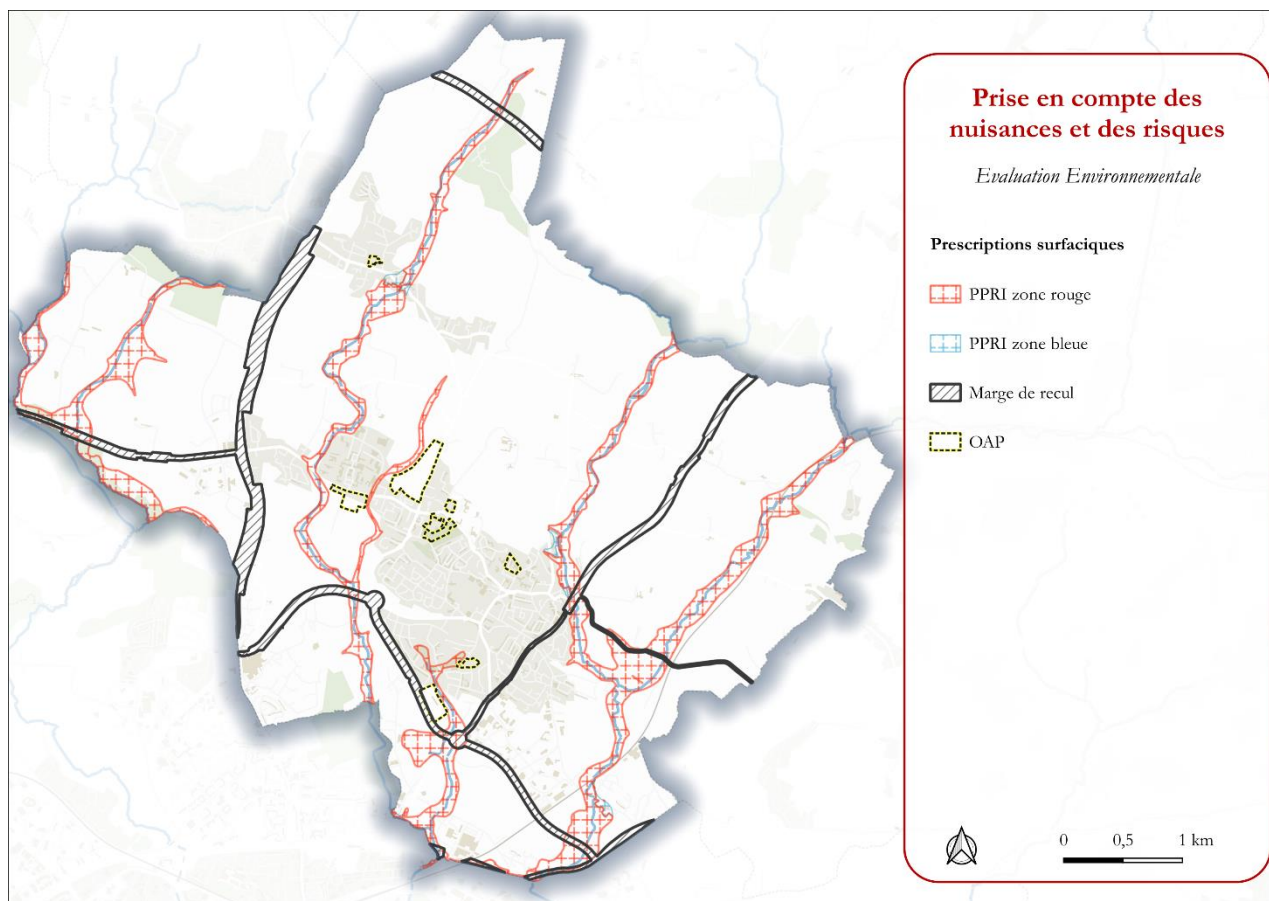 Prise en compte des
nuisances et des risques
Evaluation Environnementale
Prescriptions surfaciques
PPRI zone rouge
PPRI zone bleue
Marge de recul
OAP
0 0,5 1 km